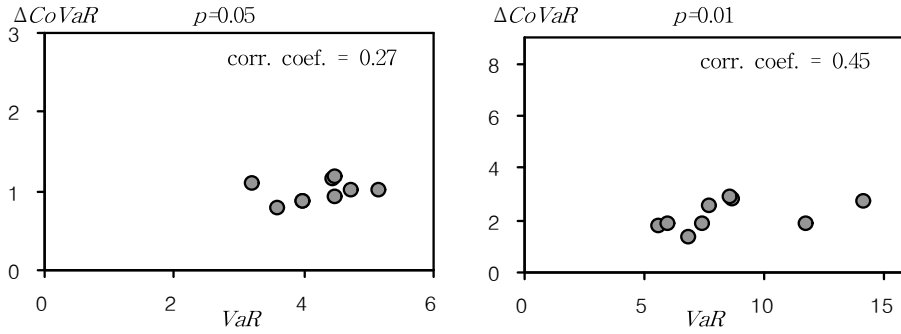 ΔCoVaR p=0.05
3
corr. coef. = 0.27
2
1
0
0 2 4 6
VaR
ΔCoVaR p=0.01
8
corr. coef. = 0.45
6
4
2
0
0 5 10 15
VaR